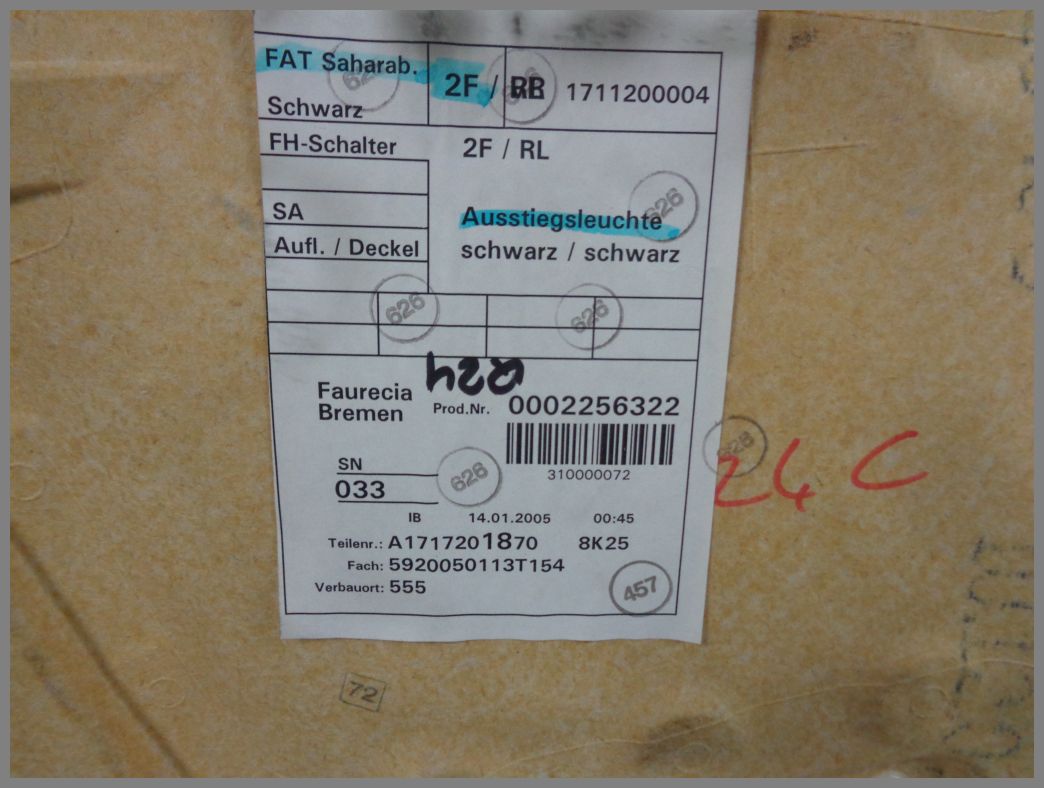 FAT Saharab. 2F / RB 1711200004
Schwarz
FH-Schalter 2F / RL
626
626
626
SA Ausstiegsleuchte
Aufl. / Deckel schwarz / schwarz
626
626
Faurecia
Bremen
Prod.Nr. 0002256322
310000072
SN
033
626
626
24 C
IB 14.01.2005 00:45
Teilenr.: A1717201870 8K25
Fach: 5920050113T154
Verbauort: 555
457
72